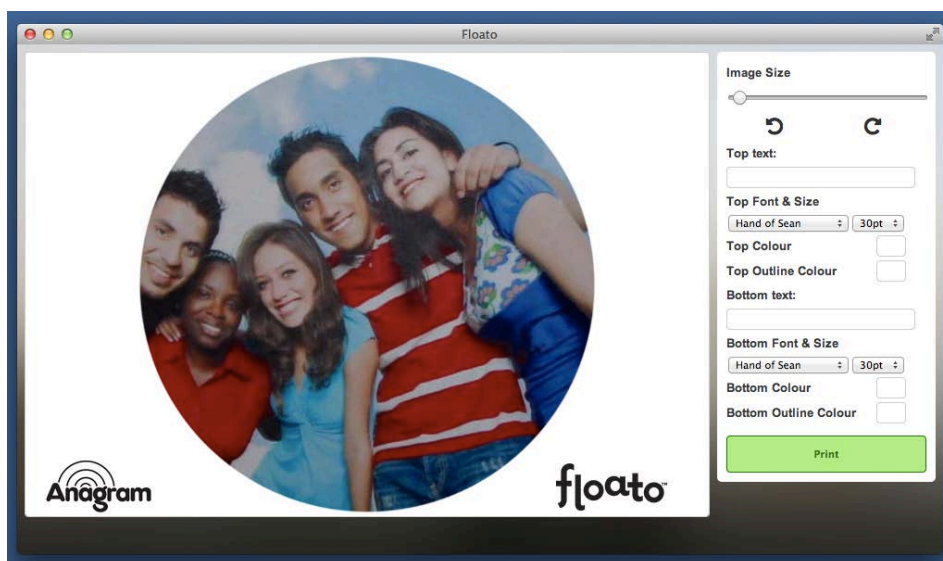 Floato
Image Size
Top text:
Top Font & Size
Hand of Sean 30pt
Top Colour
Top Outline Colour
Bottom text:
Bottom Font & Size
Hand of Sean 30pt
Bottom Colour
Bottom Outline Colour
Print
Anagram
floato™